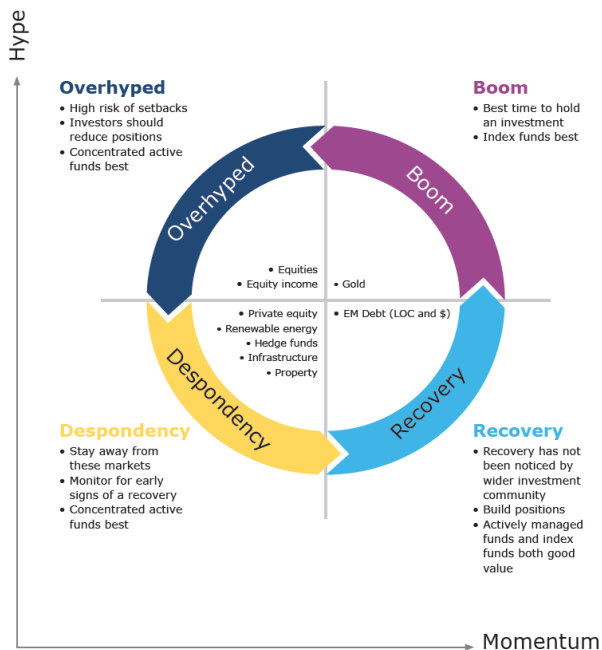 Hype
Overhyped
• High risk of setbacks
• Investors should
reduce positions
• Concentrated active
funds best
Boom
• Best time to hold
an investment
• Index funds best
Overhyped
Boom
• Equities
• Equity income
• Gold
• Private equity
• Renewable energy
• Hedge funds
• Infrastructure
• Property
• EM Debt (LOC and $)
Despondency
Recovery
Despondency
• Stay away from
these markets
• Monitor for early
signs of a recovery
• Concentrated active
funds best
Recovery
• Recovery has not
been noticed by
wider investment
community
• Build positions
• Actively managed
funds and index
funds both good
value
Momentum